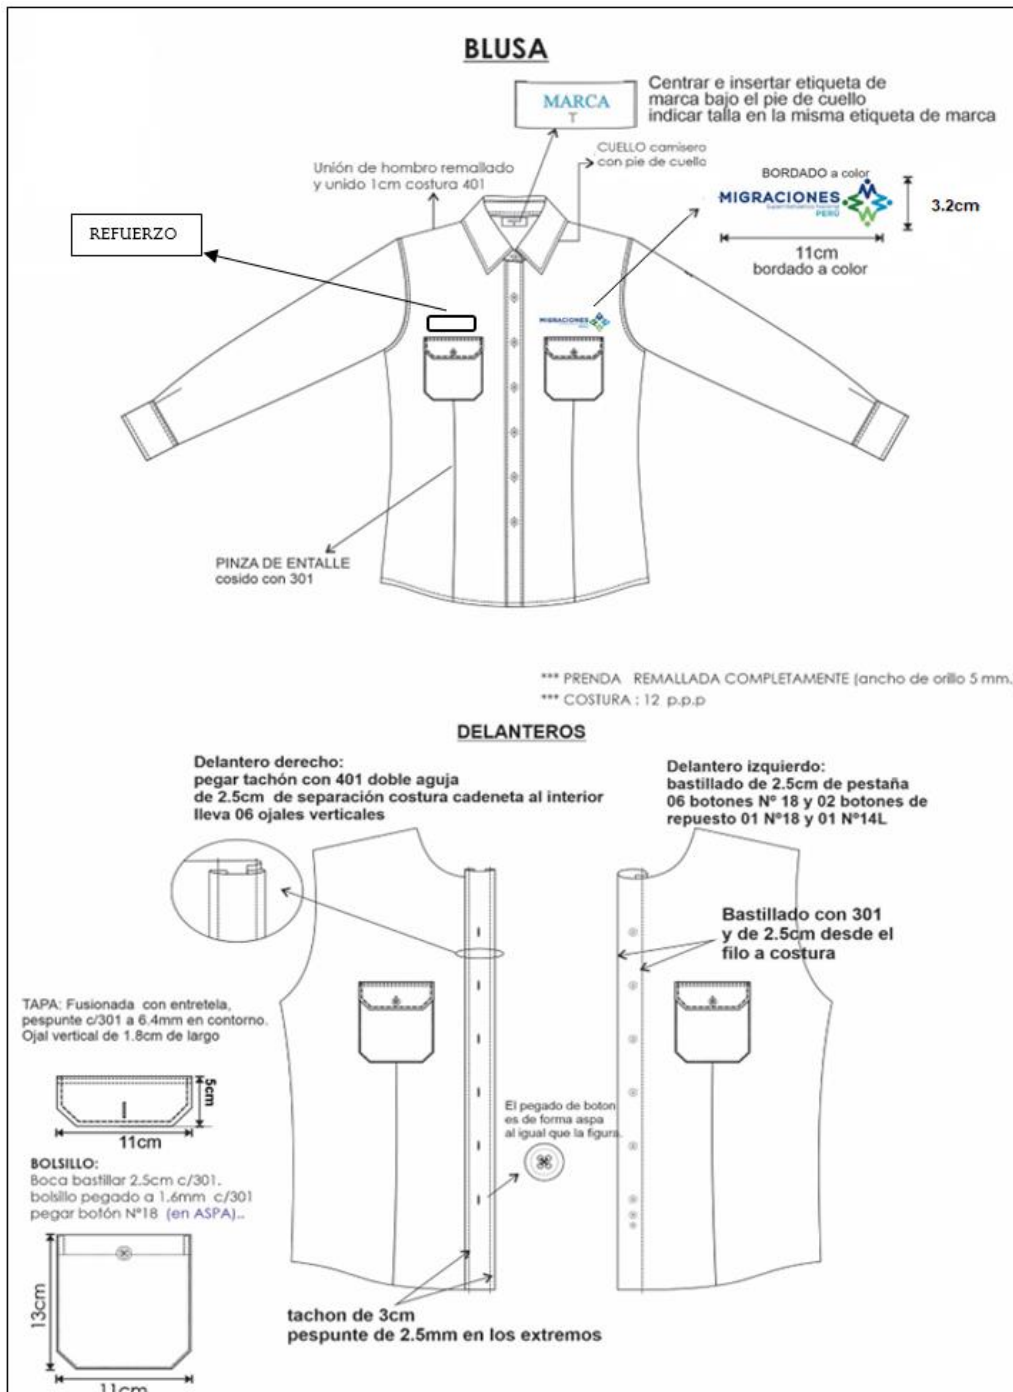 BLUSA
MARCA
T
Centrar e insertar etiqueta de
marca bajo el pie de cuello
indicar talla en la misma etiqueta de marca
CUELLO camisero
con pie de cuello
Unión de hombro remallado
y unido 1cm costura 401
BORDADO a color
MIGRACIONES
PERÚ
3.2cm
11cm
bordado a color
REFUERZO
MIGRACIONES
PINZA DE ENTALLE
cosido con 301
*** PRENDA REMALLADA COMPLETAMENTE (ancho de orillo 5 mm.
*** COSTURA : 12 p.p.p
DELANTEROS
Delantero derecho:
pegar tachón con 401 doble aguja
de 2.5cm de separación costura cadeneta al interior
lleva 06 ojales verticales
Delantero izquierdo:
bastillado de 2.5cm de pestaña
06 botones Nº 18 y 02 botones de
repuesto 01 Nº18 y 01 Nº14L
Bastillado con 301
y de 2.5cm desde el
filo a costura
TAPA: Fusionada con entretela,
pespunte c/301 a 6.4mm en contorno.
Ojal vertical de 1.8cm de largo
5cm
11cm
El pegado de boton
es de forma aspa
al igual que la figura.
BOLSILLO:
Boca bastillar 2.5cm c/301.
bolsillo pegado a 1.6mm c/301
pegar botón Nº18 (en ASPA)..
13cm
11cm
tachon de 3cm
pespunte de 2.5mm en los extremos